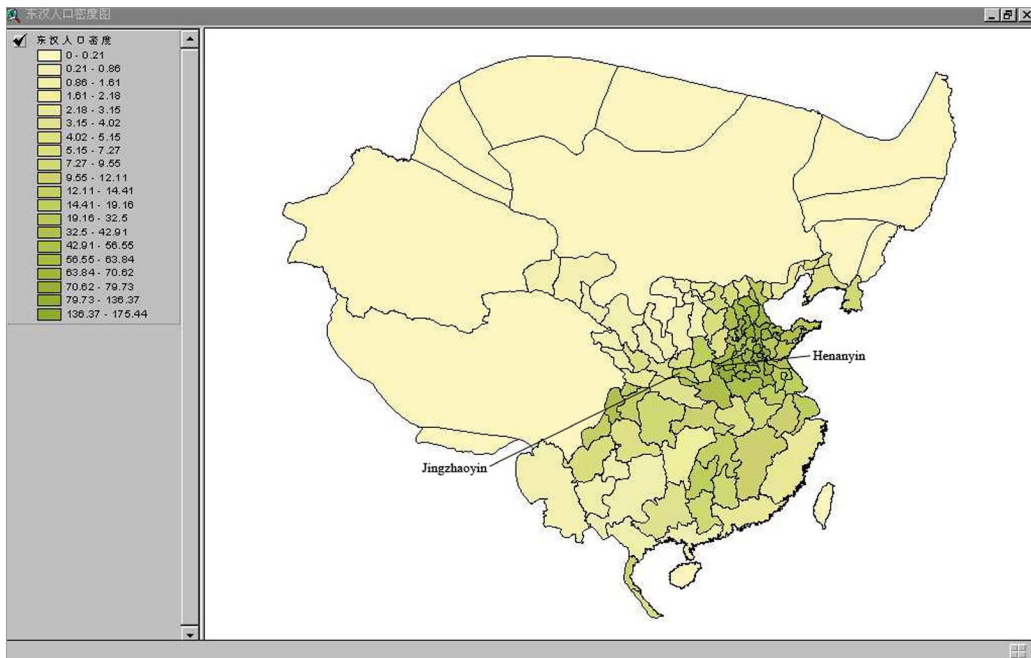 东汉人口密度图
东汉人口密度
0 - 0.21
0.21 - 0.86
0.86 - 1.61
1.61 - 2.18
2.18 - 3.15
3.15 - 4.02
4.02 - 5.15
5.15 - 7.27
7.27 - 9.55
9.55 - 12.11
12.11 - 14.41
14.41 - 19.16
19.16 - 32.5
32.5 - 42.91
42.91 - 56.55
56.55 - 63.84
63.84 - 70.62
70.62 - 79.73
79.73 - 136.37
136.37 - 175.44
Henanyin
Jingzhaoyin